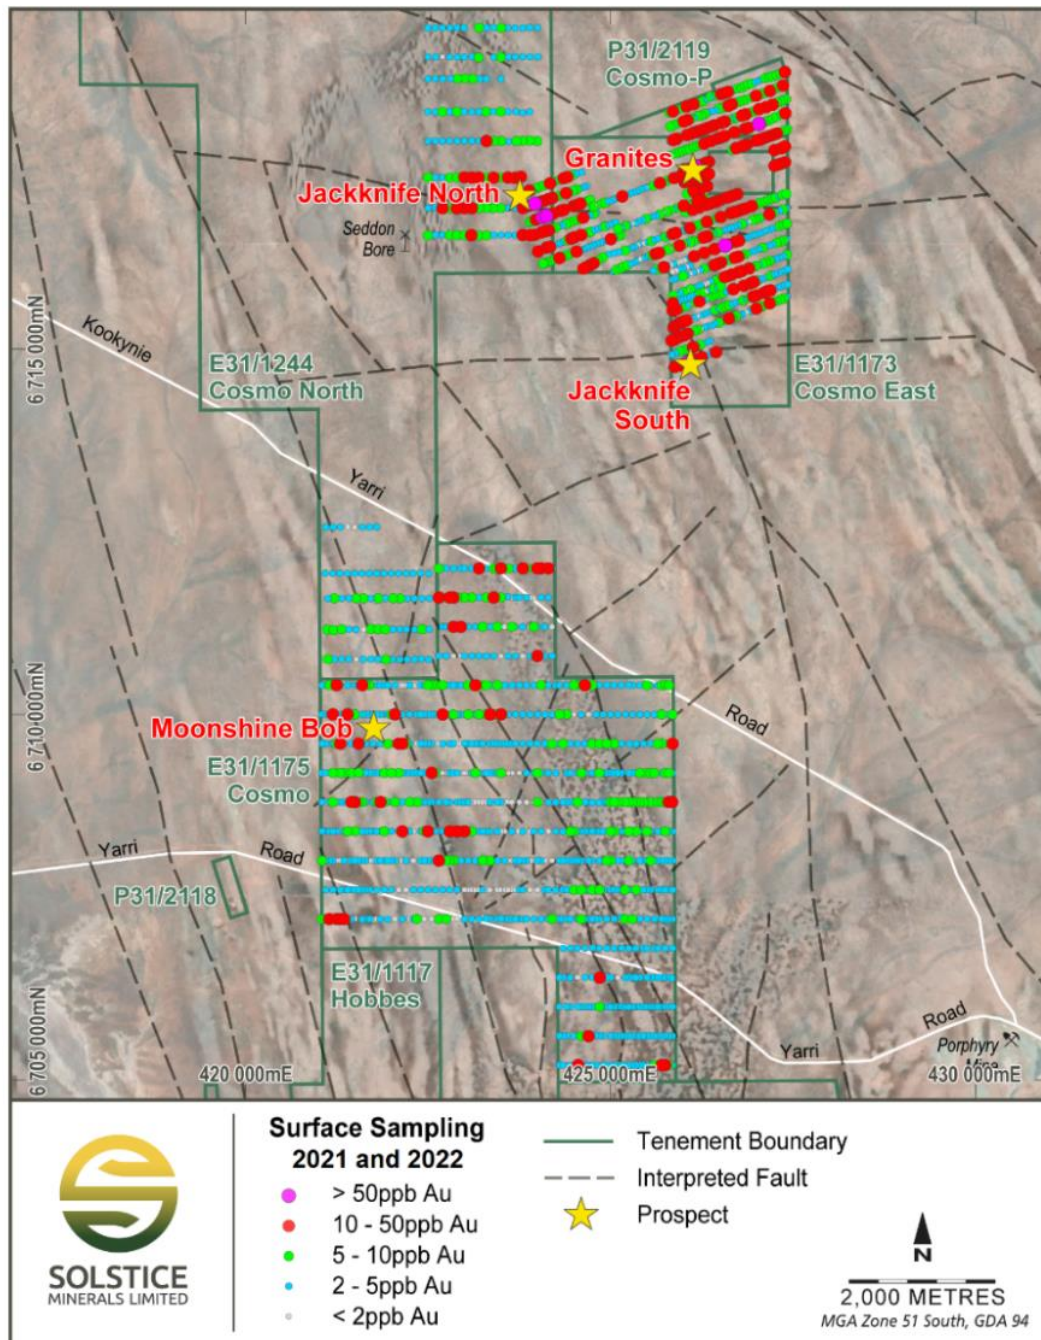 P31/2119
Cosmo-P
Granites
Jackknife North
Seddon
Bore
Kookynie
6 715 000mN
E31/1244
Cosmo North
E31/1173
Cosmo East
Jackknife
South
Yarri
Road
6 710 000mN
Moonshine Bob
E31/1175
Cosmo
Yarri
Road
P31/2118
E31/1117
Hobbes
6 705 000mN
Road
Yarri
Porphyry
Mine
420 000mE
425 000mE
430 000mE
SOLSTICE
MINERALS LIMITED
Surface Sampling
2021 and 2022
> 50ppb Au
10 - 50ppb Au
5 - 10ppb Au
2 - 5ppb Au
< 2ppb Au
Tenement Boundary
Interpreted Fault
Prospect
N
2,000 METRES
MGA Zone 51 South, GDA 94